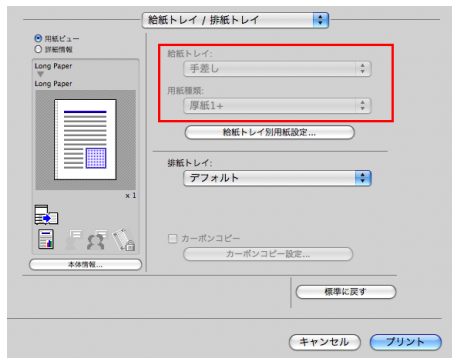 給紙トレイ / 排紙トレイ
用紙ビュー
詳細情報
Long Paper
Long Paper
x 1
本体情報...
給紙トレイ:
手差し
用紙種類:
厚紙1+
給紙トレイ別用紙設定...
排紙トレイ:
デフォルト
カーボンコピー
カーボンコピー設定...
標準に戻す
キャンセル
プリント